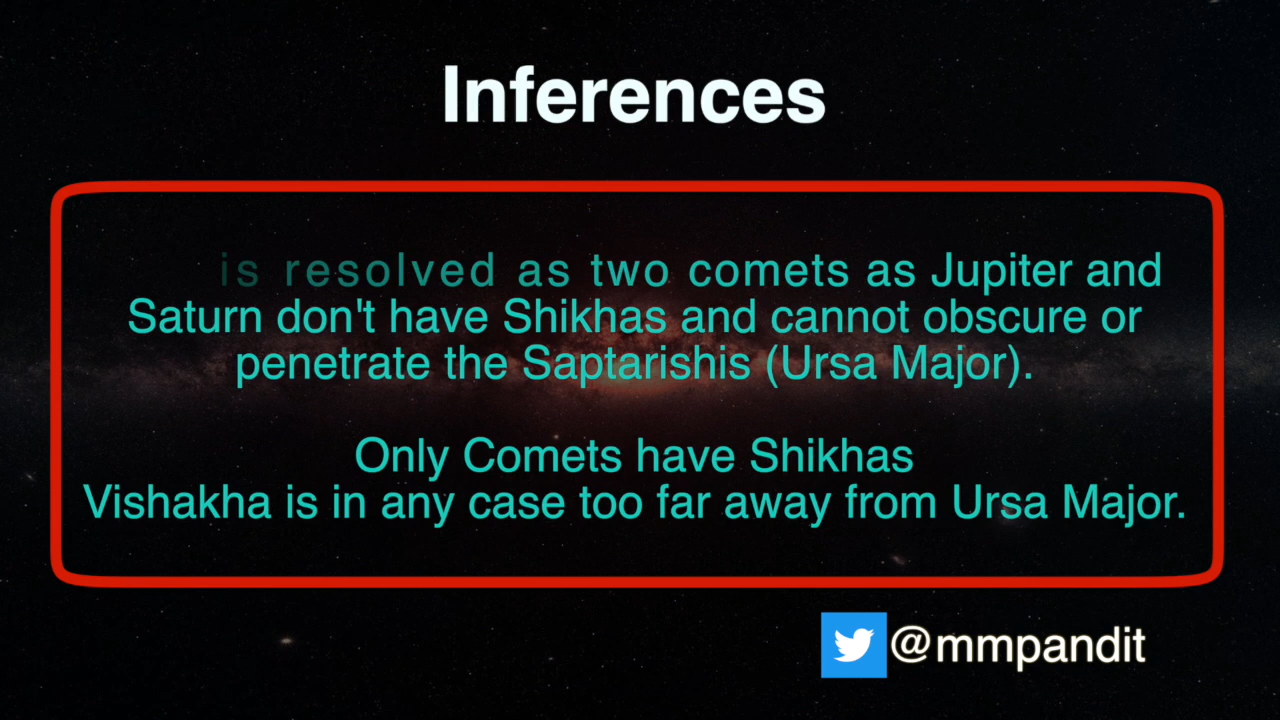 Inferences
is resolved as two comets as Jupiter and
Saturn don't have Shikhas and cannot obscure or
penetrate the Saptarishis (Ursa Major).
Only Comets have Shikhas
Vishakha is in any case too far away from Ursa Major.
@mmpandit